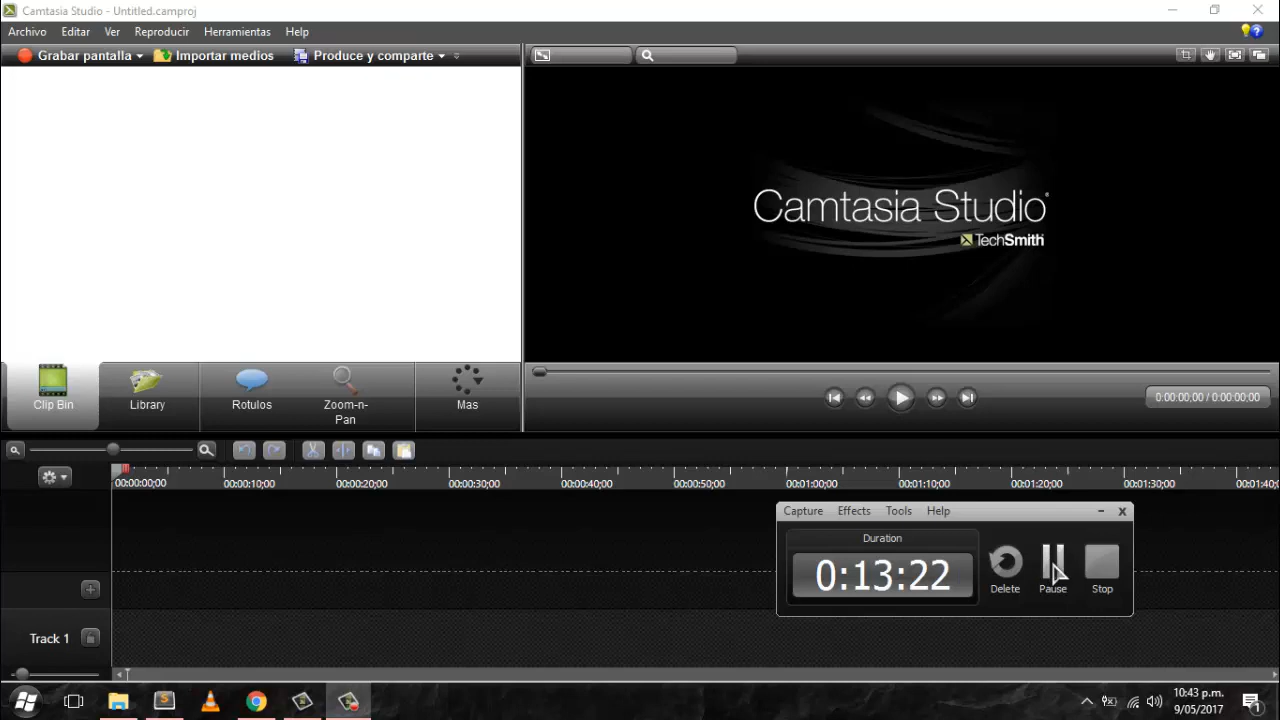 Camtasia Studio - Untitled.camproj
Archivo Editar Ver Reproducir Herramientas Help
Grabar pantalla Importar medios Produce y comparte
Camtasia Studio
TechSmith
Clip Bin Library Rotulos Zoom-n-Pan Mas
0:00:00;00 / 0:00:00;00
00:00:00;00 00:00:10;00 00:00:20;00 00:00:30;00 00:00:40;00 00:00:50;00 00:01:00;00 00:01:10;00 00:01:20;00 00:01:30;00 00:01:40;
Capture Effects Tools Help
Duration
0:13:22
Delete Pause Stop
Track 1
10:43 p.m.
9/05/2017